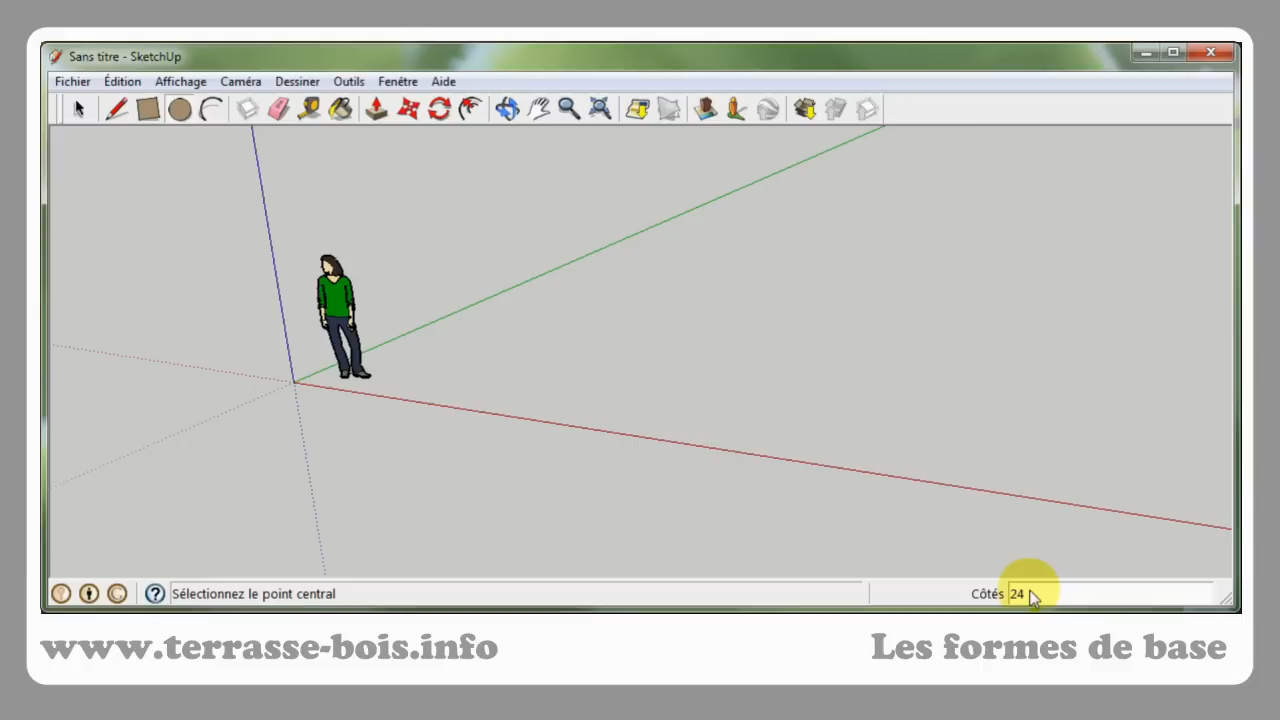 Sans titre - SketchUp
Fichier Édition Affichage Caméra Dessiner Outils Fenêtre Aide
Sélectionnez le point central
Côtés 24
www.terrasse-bois.info
Les formes de base